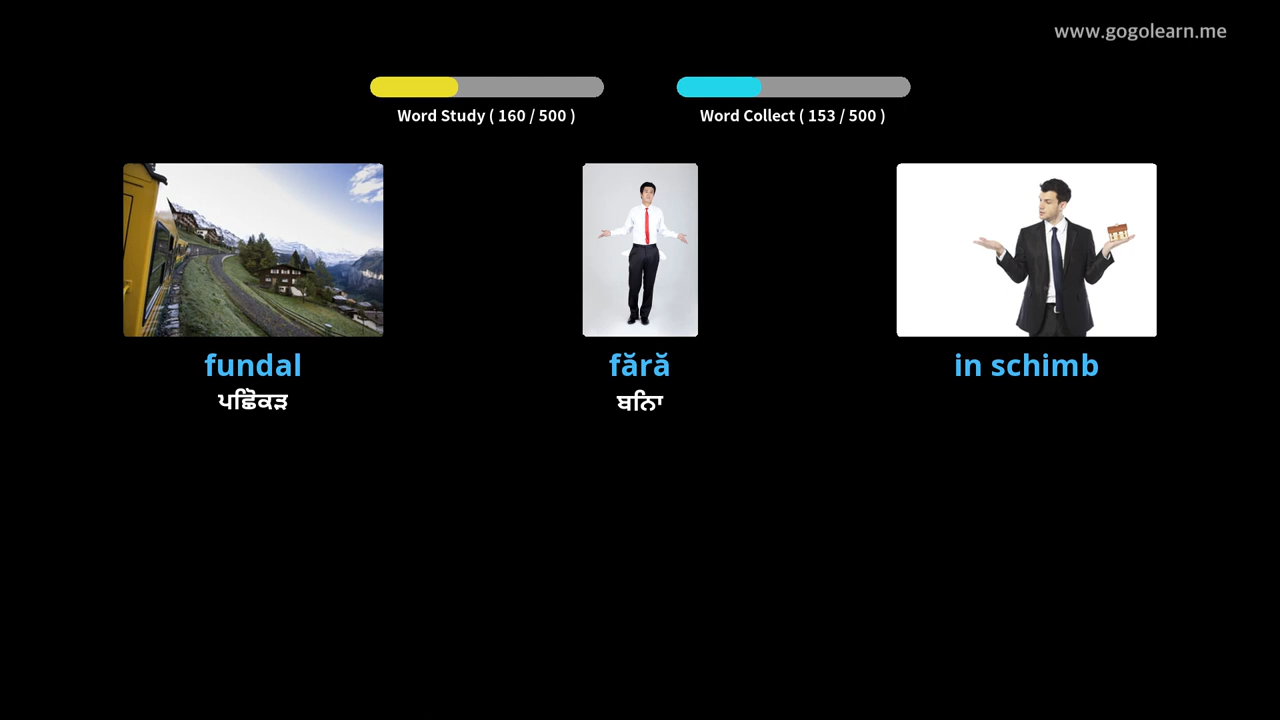 www.gogolearn.me
Word Study ( 160 / 500 )
Word Collect ( 153 / 500 )
fundal
ਪਛਿੋਕੜ
fără
ਬਨਿਾ
in schimb